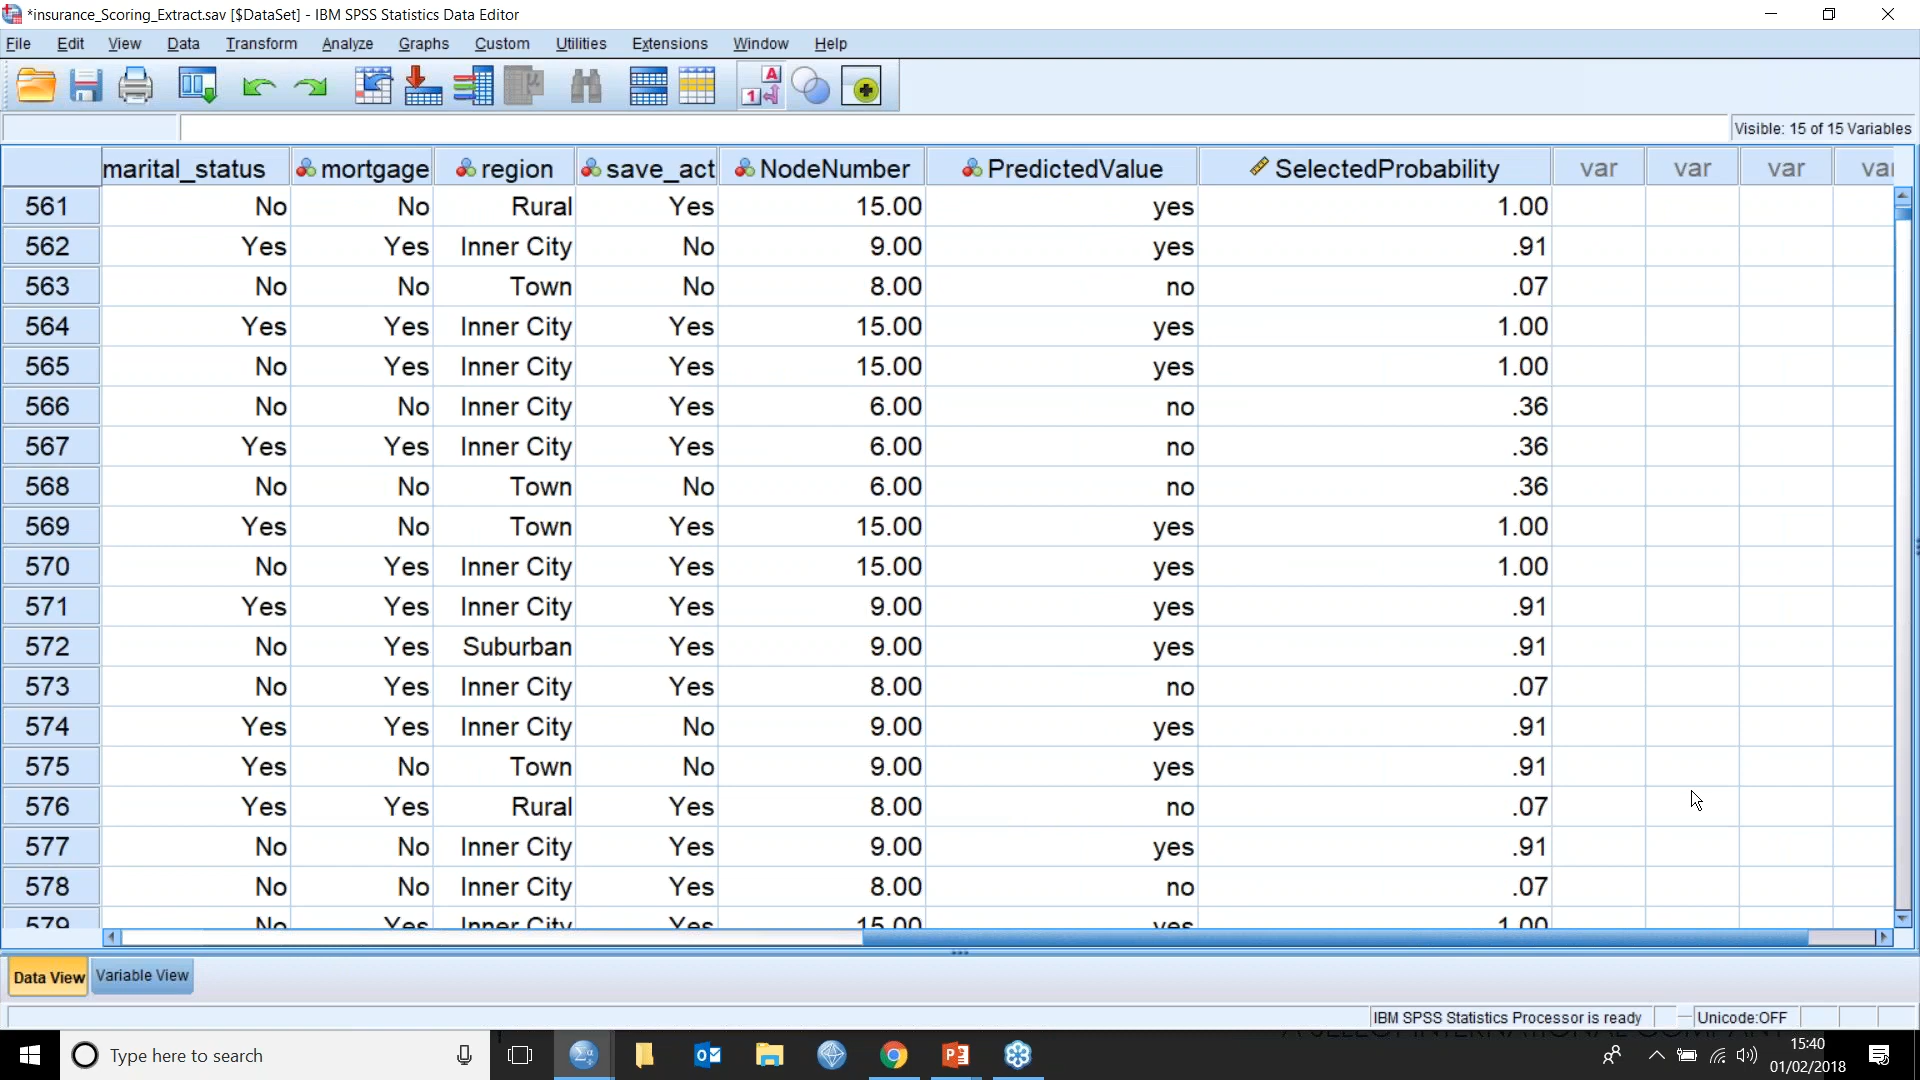 *insurance_Scoring_Extract.sav [$DataSet] - IBM SPSS Statistics Data Editor
File Edit View Data Transform Analyze Graphs Custom Utilities Extensions Window Help
Visible: 15 of 15 Variables
marital_status mortgage region save_act NodeNumber PredictedValue SelectedProbability var var var var
561 No No Rural Yes 15.00 yes 1.00
562 Yes Yes Inner City No 9.00 yes .91
563 No No Town No 8.00 no .07
564 Yes Yes Inner City Yes 15.00 yes 1.00
565 No Yes Inner City Yes 15.00 yes 1.00
566 No No Inner City Yes 6.00 no .36
567 Yes Yes Inner City Yes 6.00 no .36
568 No No Town No 6.00 no .36
569 Yes No Town Yes 15.00 yes 1.00
570 No Yes Inner City Yes 15.00 yes 1.00
571 Yes Yes Inner City Yes 9.00 yes .91
572 No Yes Suburban Yes 9.00 yes .91
573 No Yes Inner City Yes 8.00 no .07
574 Yes Yes Inner City No 9.00 yes .91
575 Yes No Town No 9.00 yes .91
576 Yes Yes Rural Yes 8.00 no .07
577 No No Inner City Yes 9.00 yes .91
578 No No Inner City Yes 8.00 no .07
579 No Yes Inner City Yes 15.00 yes 1.00
Data View Variable View
IBM SPSS Statistics Processor is ready Unicode:OFF
Type here to search
15:40
01/02/2018